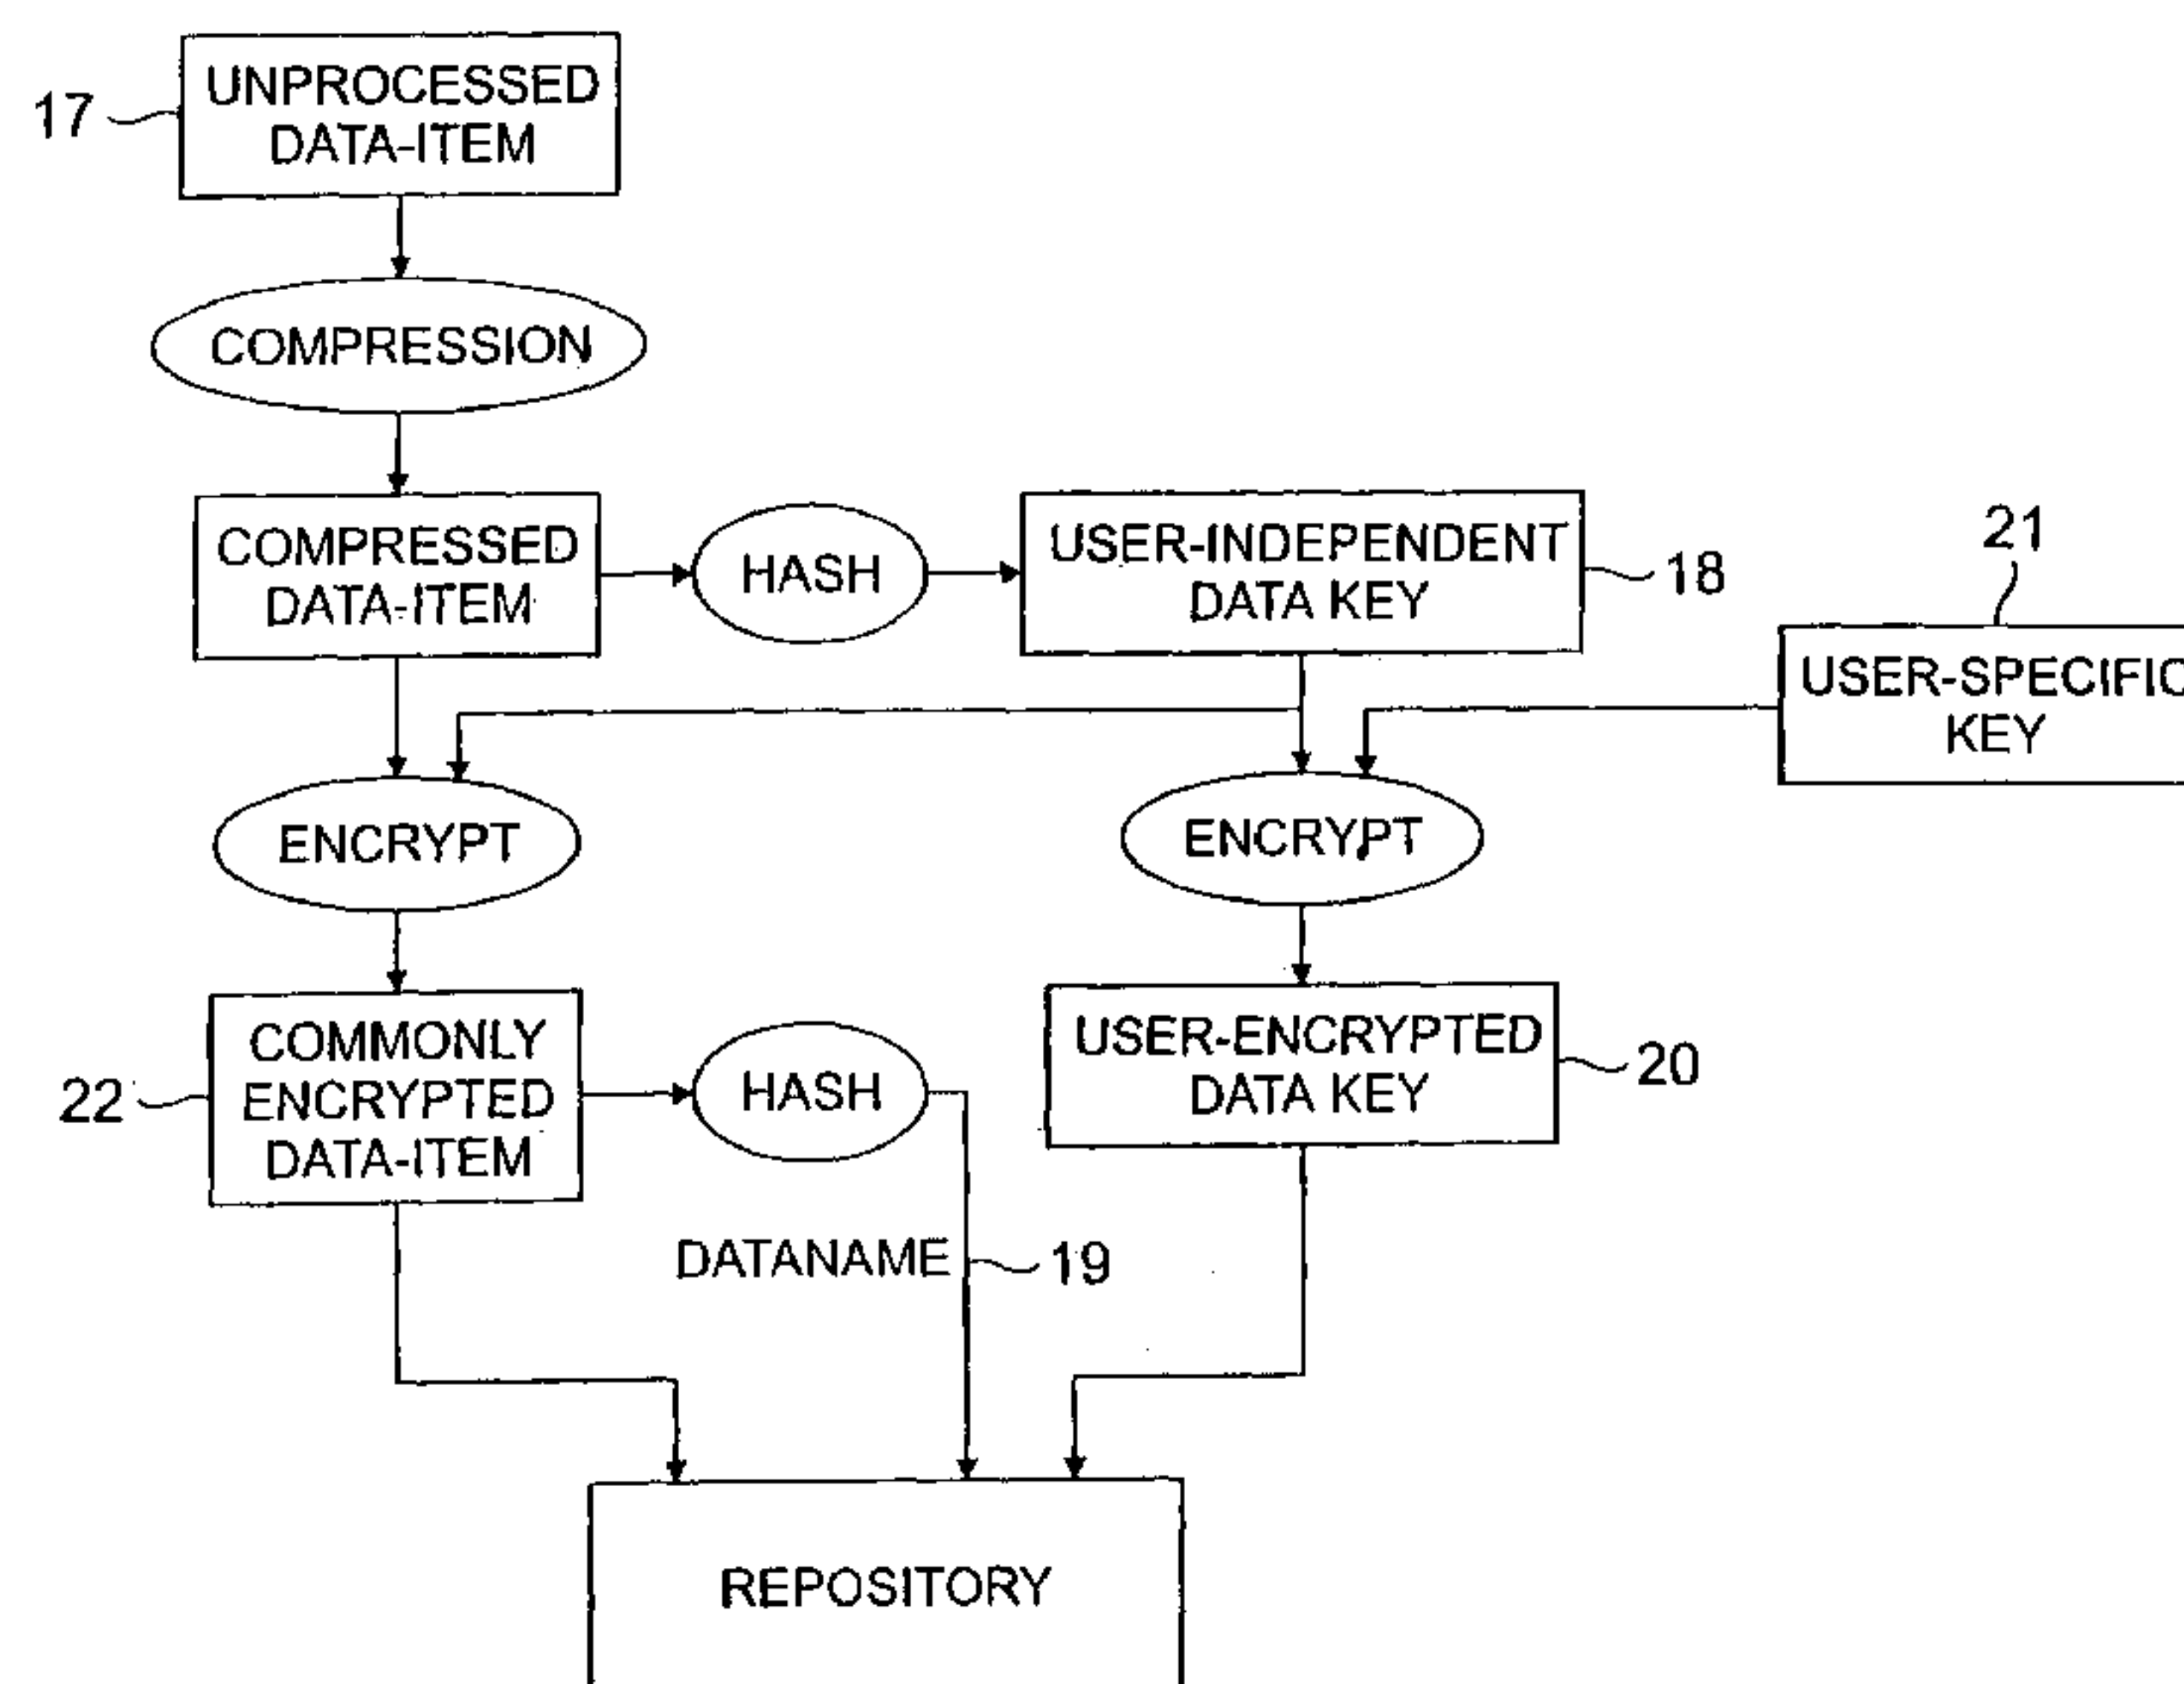 17
UNPROCESSED
DATA-ITEM
COMPRESSION
COMPRESSED
DATA-ITEM
HASH
USER-INDEPENDENT
DATA KEY
18
21
USER-SPECIFIC
KEY
ENCRYPT
ENCRYPT
22
COMMONLY
ENCRYPTED
DATA-ITEM
HASH
USER-ENCRYPTED
DATA KEY
20
DATANAME
19
REPOSITORY